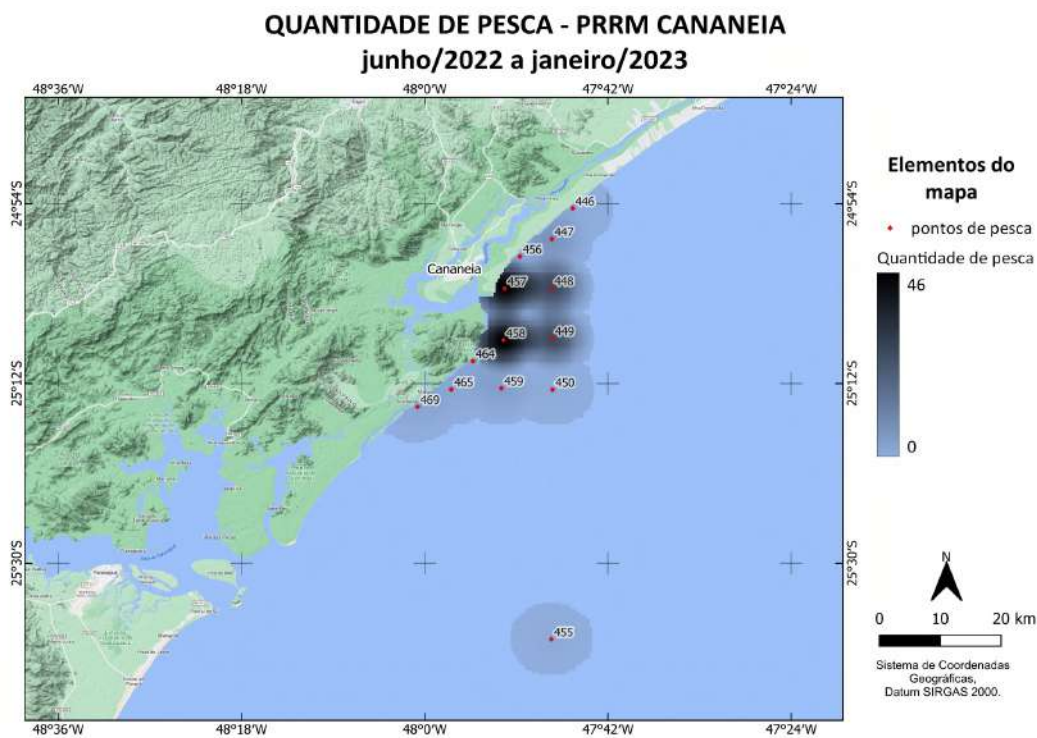 QUANTIDADE DE PESCA - PRRM CANANEIA
junho/2022 a janeiro/2023
48°36'W 48°18'W 48°0'W 47°42'W 47°24'W
24°54'S 24°54'S
446
447
456
Cananeia
457 448
458 449
464
25°12'S 25°12'S
465 459 450
469
25°30'S 25°30'S
455
48°36'W 48°18'W 48°0'W 47°42'W 47°24'W
Elementos do
mapa
pontos de pesca
Quantidade de pesca
46
0
N
0 10 20 km
Sistema de Coordenadas
Geográficas,
Datum SIRGAS 2000.